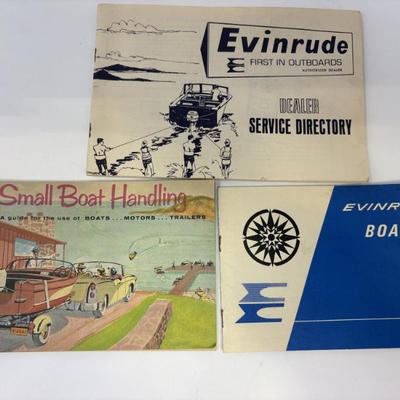 Evinrude
FIRST IN OUTBOARDS
AUTHORIZED DEALER
DEALER
SERVICE DIRECTORY
Small Boat Handling
A guide for the use of BOATS... MOTORS... TRAILERS
EVINR
BOA